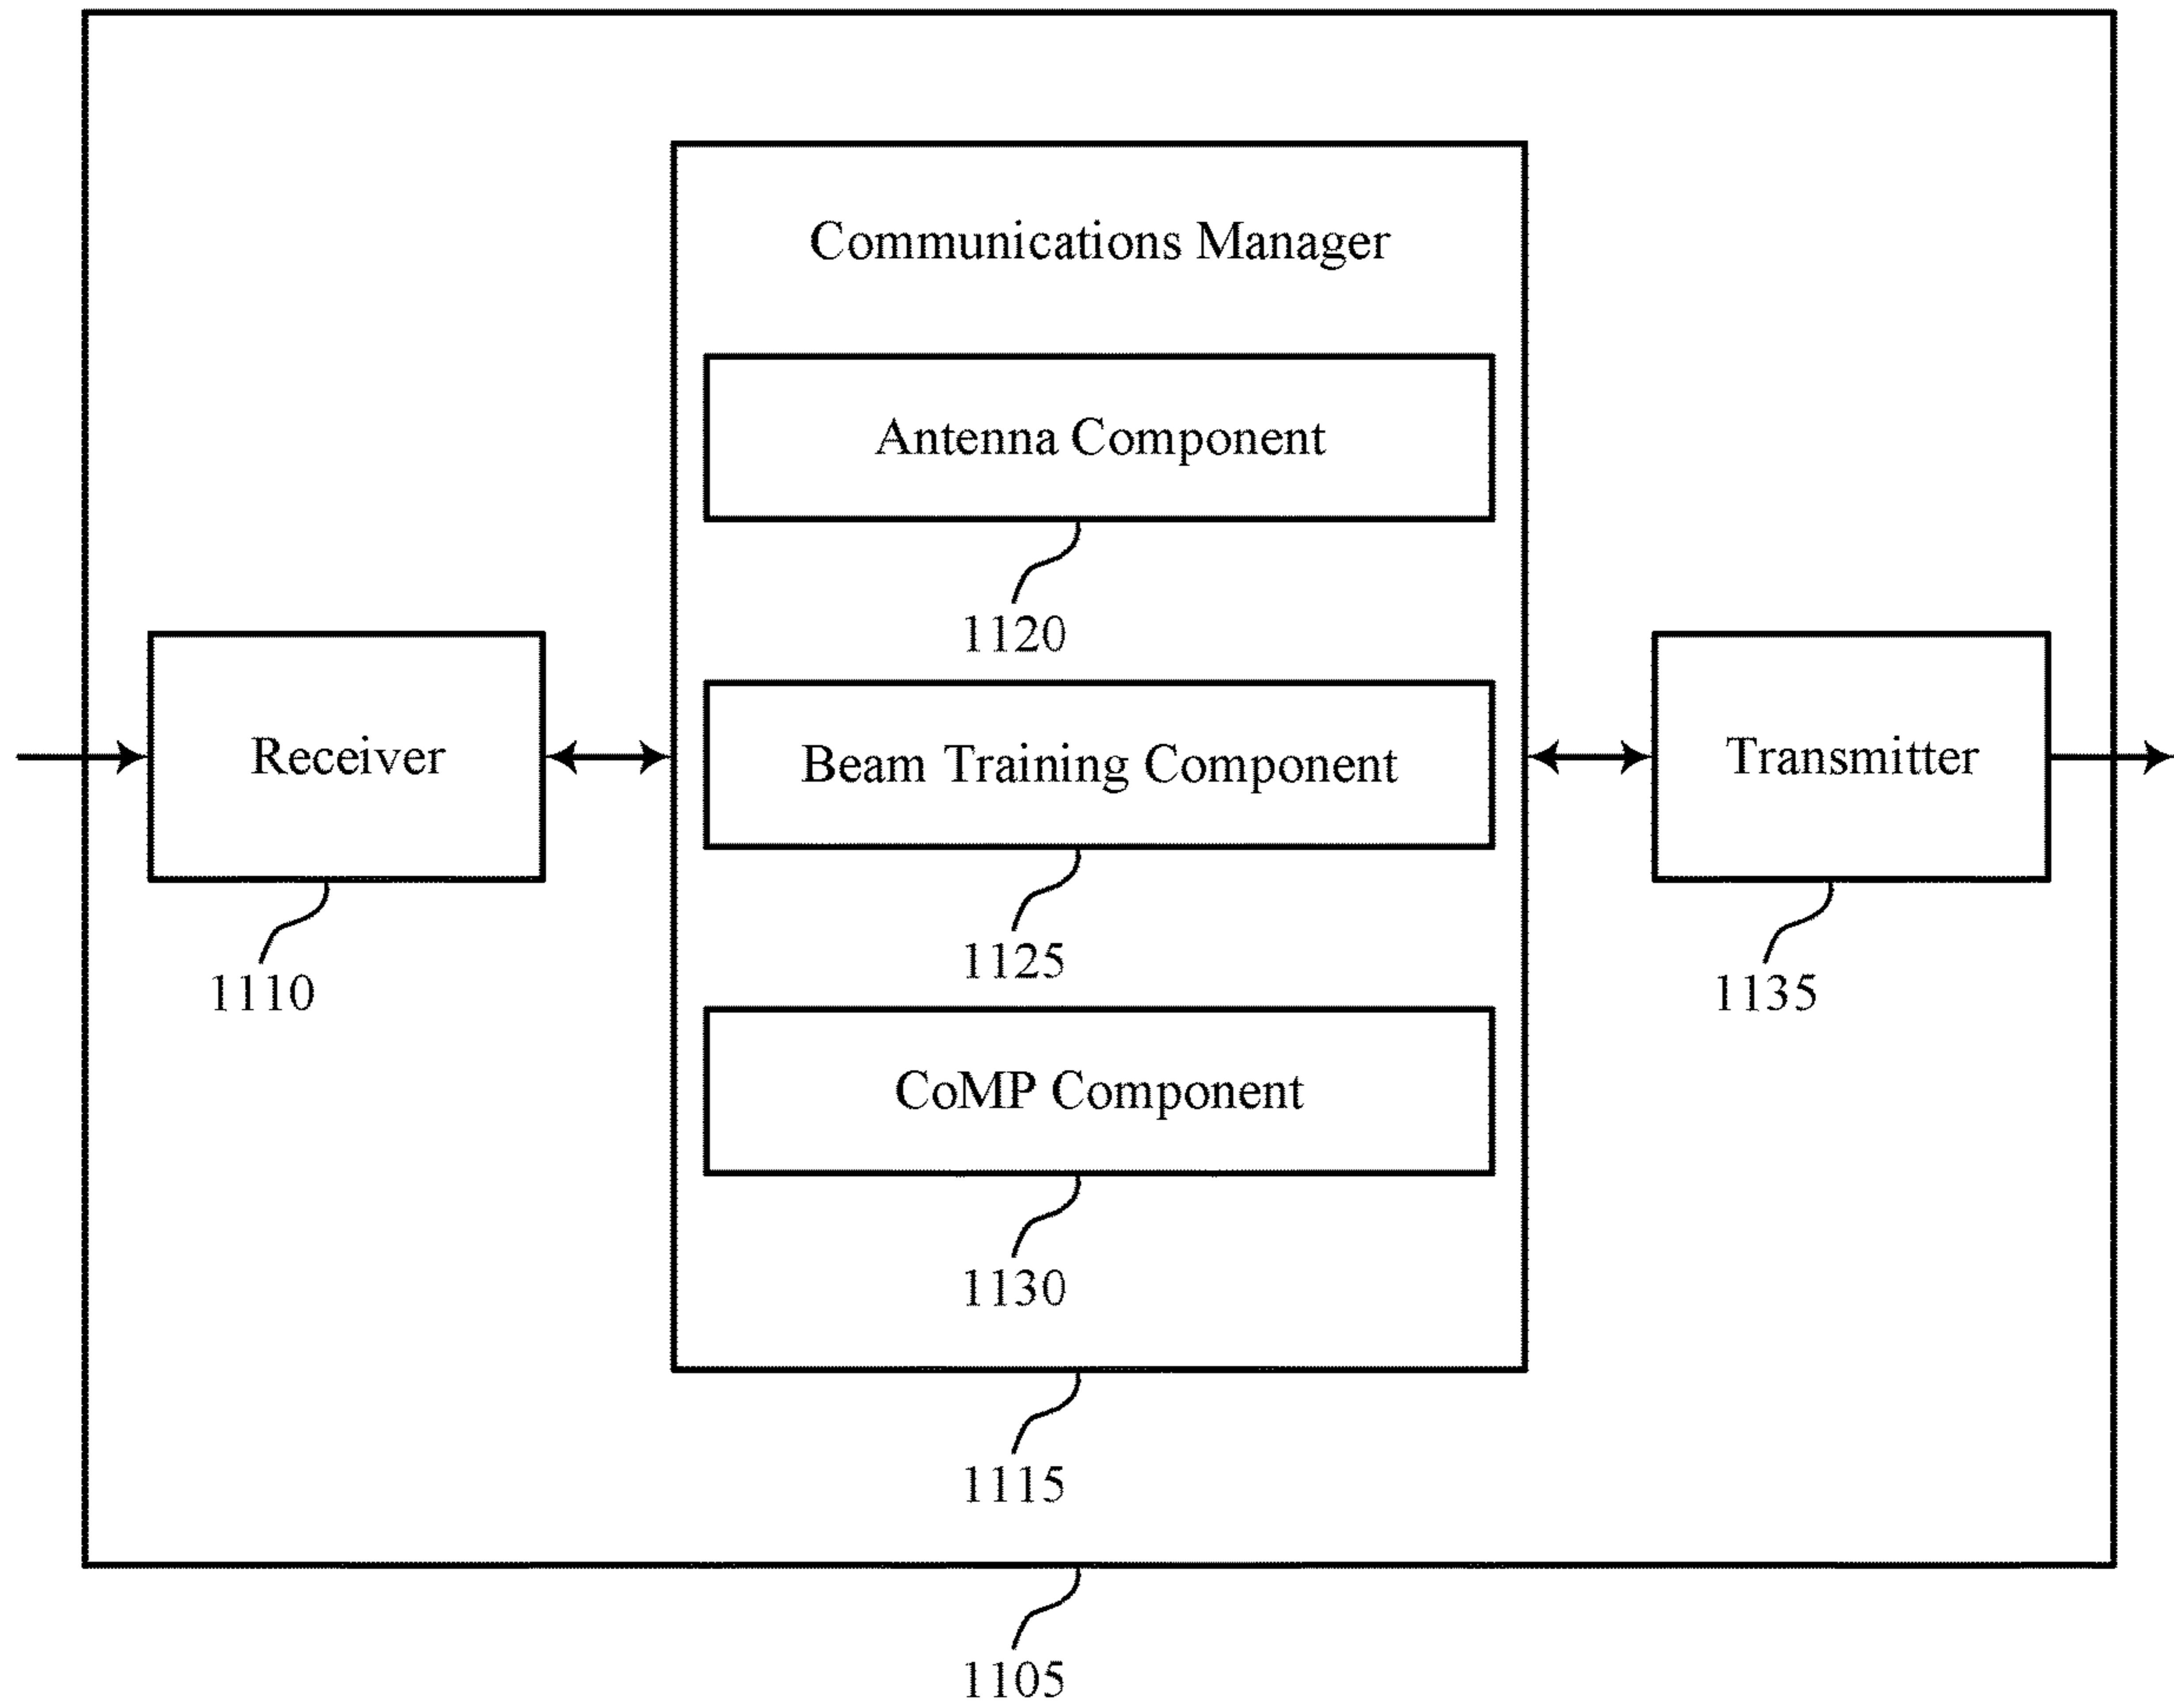 Communications Manager
Antenna Component
1120
Receiver
1110
Beam Training Component
1125
Transmitter
1135
CoMP Component
1130
1115
1105